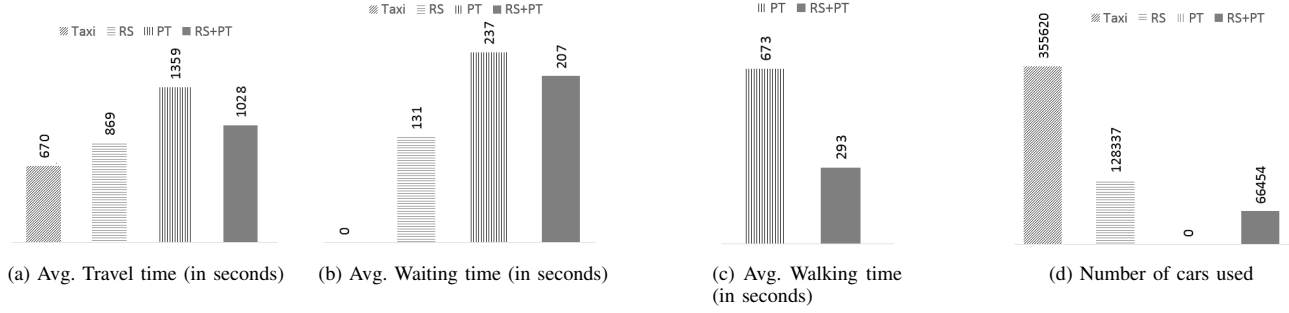 Taxi RS PT RS+PT
670
869
1359
1028
(a) Avg. Travel time (in seconds)
Taxi RS PT RS+PT
0
131
237
207
(b) Avg. Waiting time (in seconds)
PT RS+PT
673
293
(c) Avg. Walking time
(in seconds)
Taxi RS PT RS+PT
355620
128337
0
66454
(d) Number of cars used